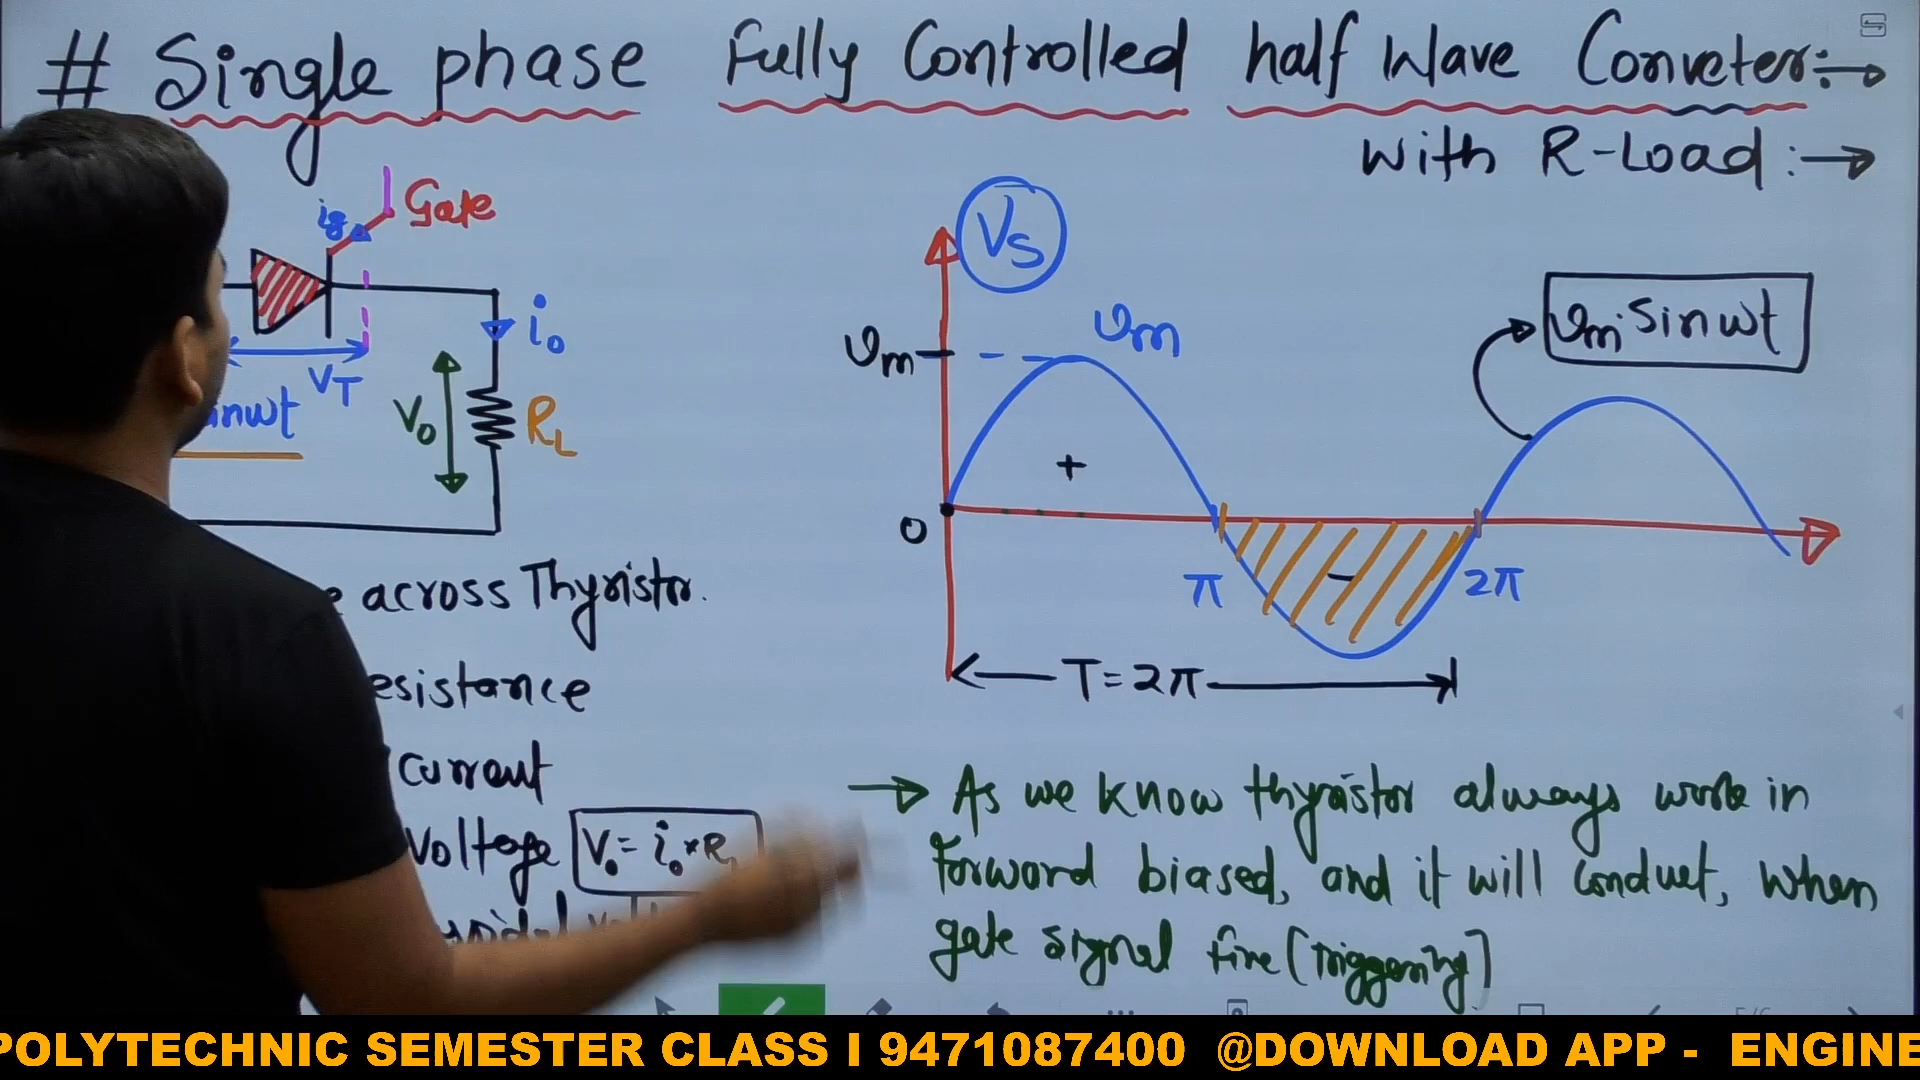 # Single phase Fully Controlled half Wave Conveter:→
With R-Load:→
ig Gate
Vs
i₀
Vm
Vm
Vm Sinwt
VT
inwt
V₀
RL
+
0
π
-
2π
T=2π
across Thyristor.
esistance
current
Voltage V₀ = i₀ × R
→ As we know thyristor always work in
Forward biased, and it will Conduct, when
gate signal fire (Triggering)
POLYTECHNIC SEMESTER CLASS I 9471087400 @DOWNLOAD APP - ENGINE